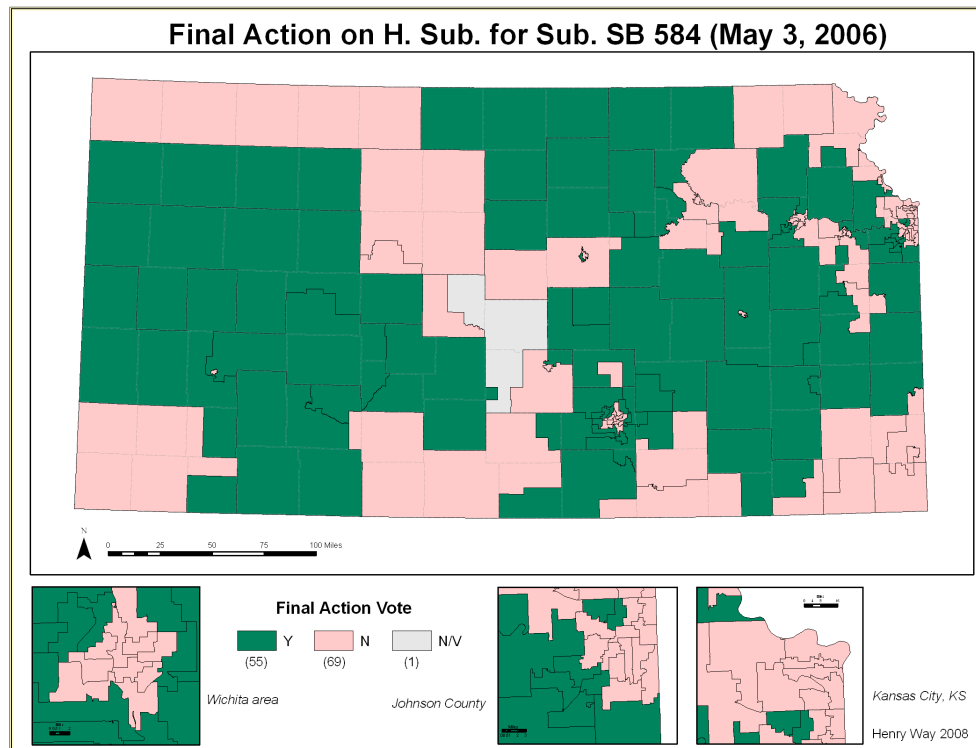 Final Action on H. Sub. for Sub. SB 584 (May 3, 2006)
N
0 25 50 75 100 Miles
Final Action Vote
Y N N/V
(55) (69) (1)
Wichita area
Johnson County
Kansas City, KS
Henry Way 2008